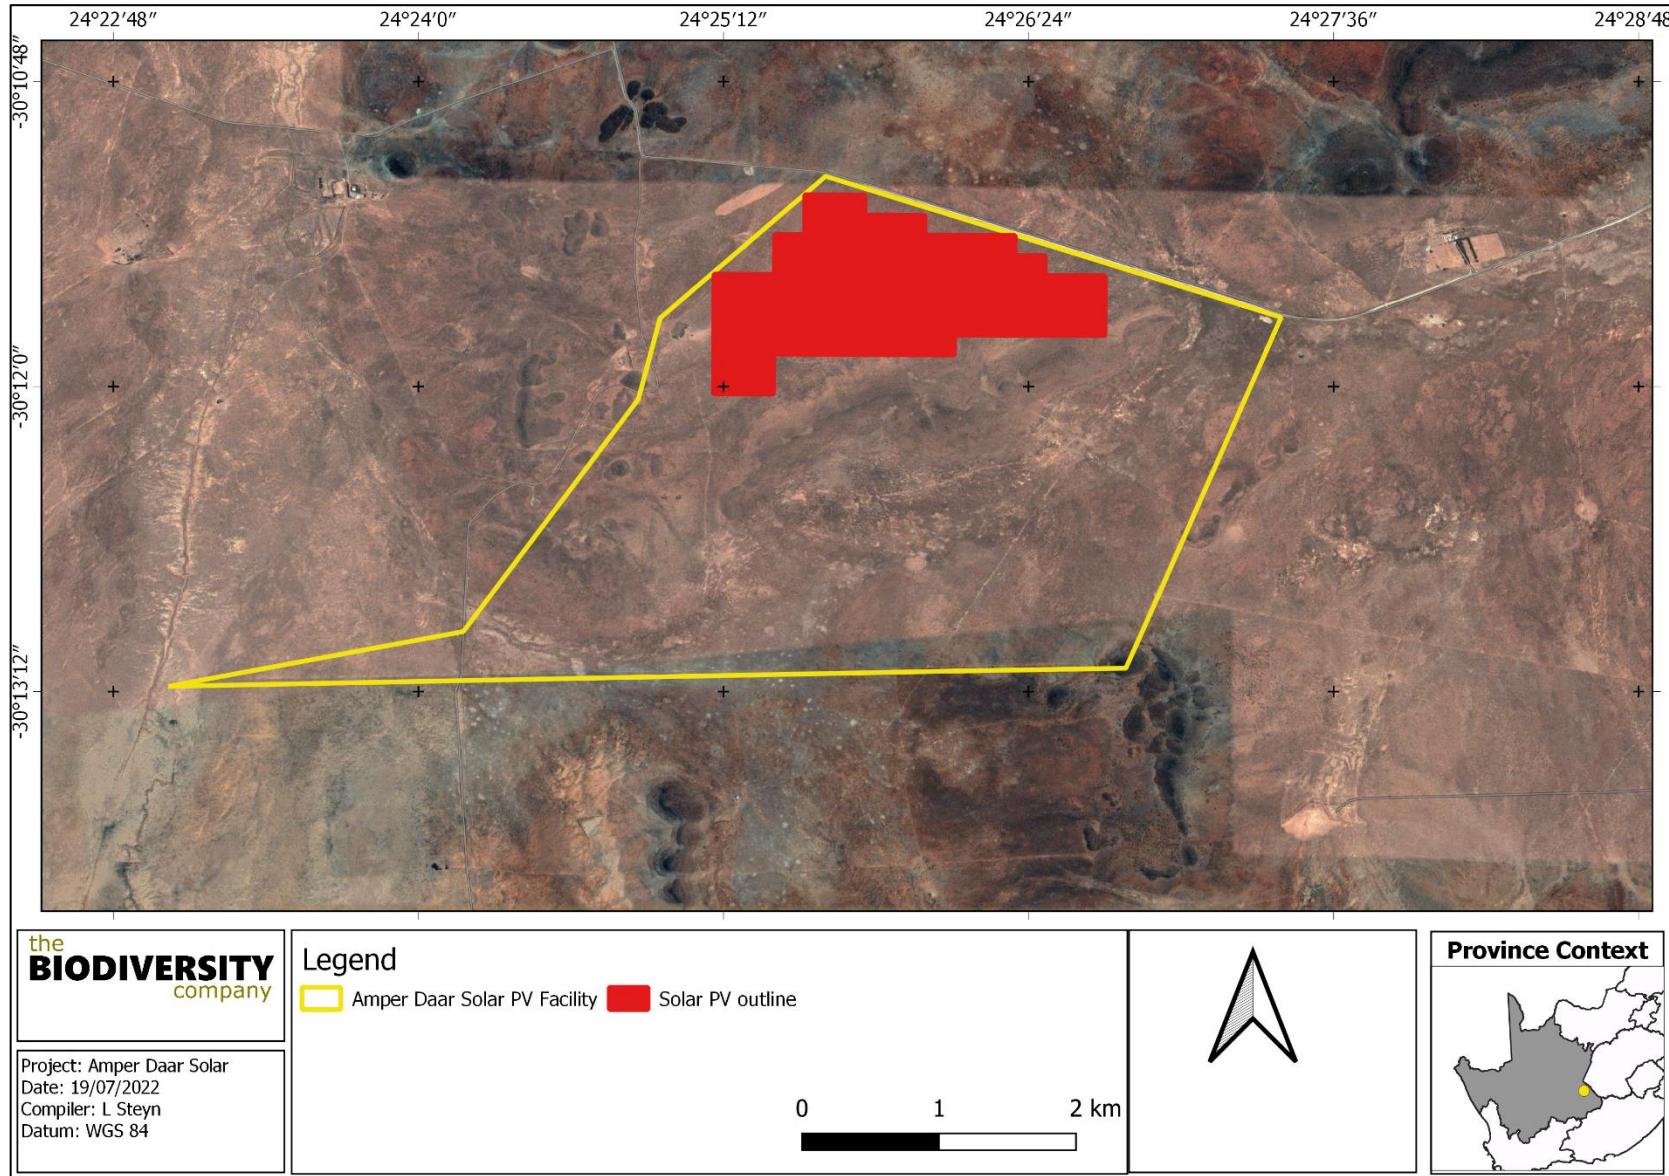 24°22′48″ 24°24′0″ 24°25′12″ 24°26′24″ 24°27′36″ 24°28′48
-30°10′48″
-30°12′0″
-30°13′12″
the
BIODIVERSITY
company
Project: Amper Daar Solar
Date: 19/07/2022
Compiler: L Steyn
Datum: WGS 84
Legend
Amper Daar Solar PV Facility Solar PV outline
0 1 2 km
Province Context